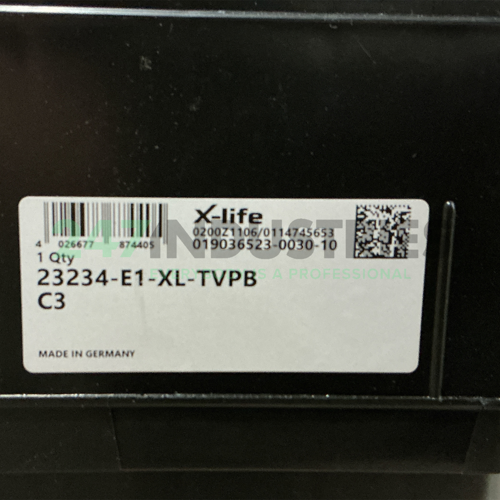 X-life
0200Z1106/0114745653
019036523-0030-10
4 026677 874405
1 Qty
23234-E1-XL-TVPB
C3
MADE IN GERMANY
247INDUSTRIES